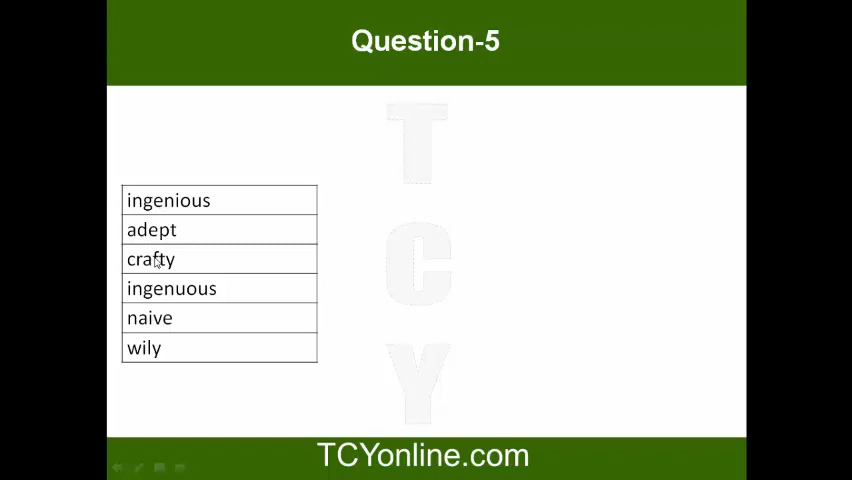 Question-5
T
C
Y
ingenious
adept
crafty
ingenuous
naive
wily
TCYonline.com